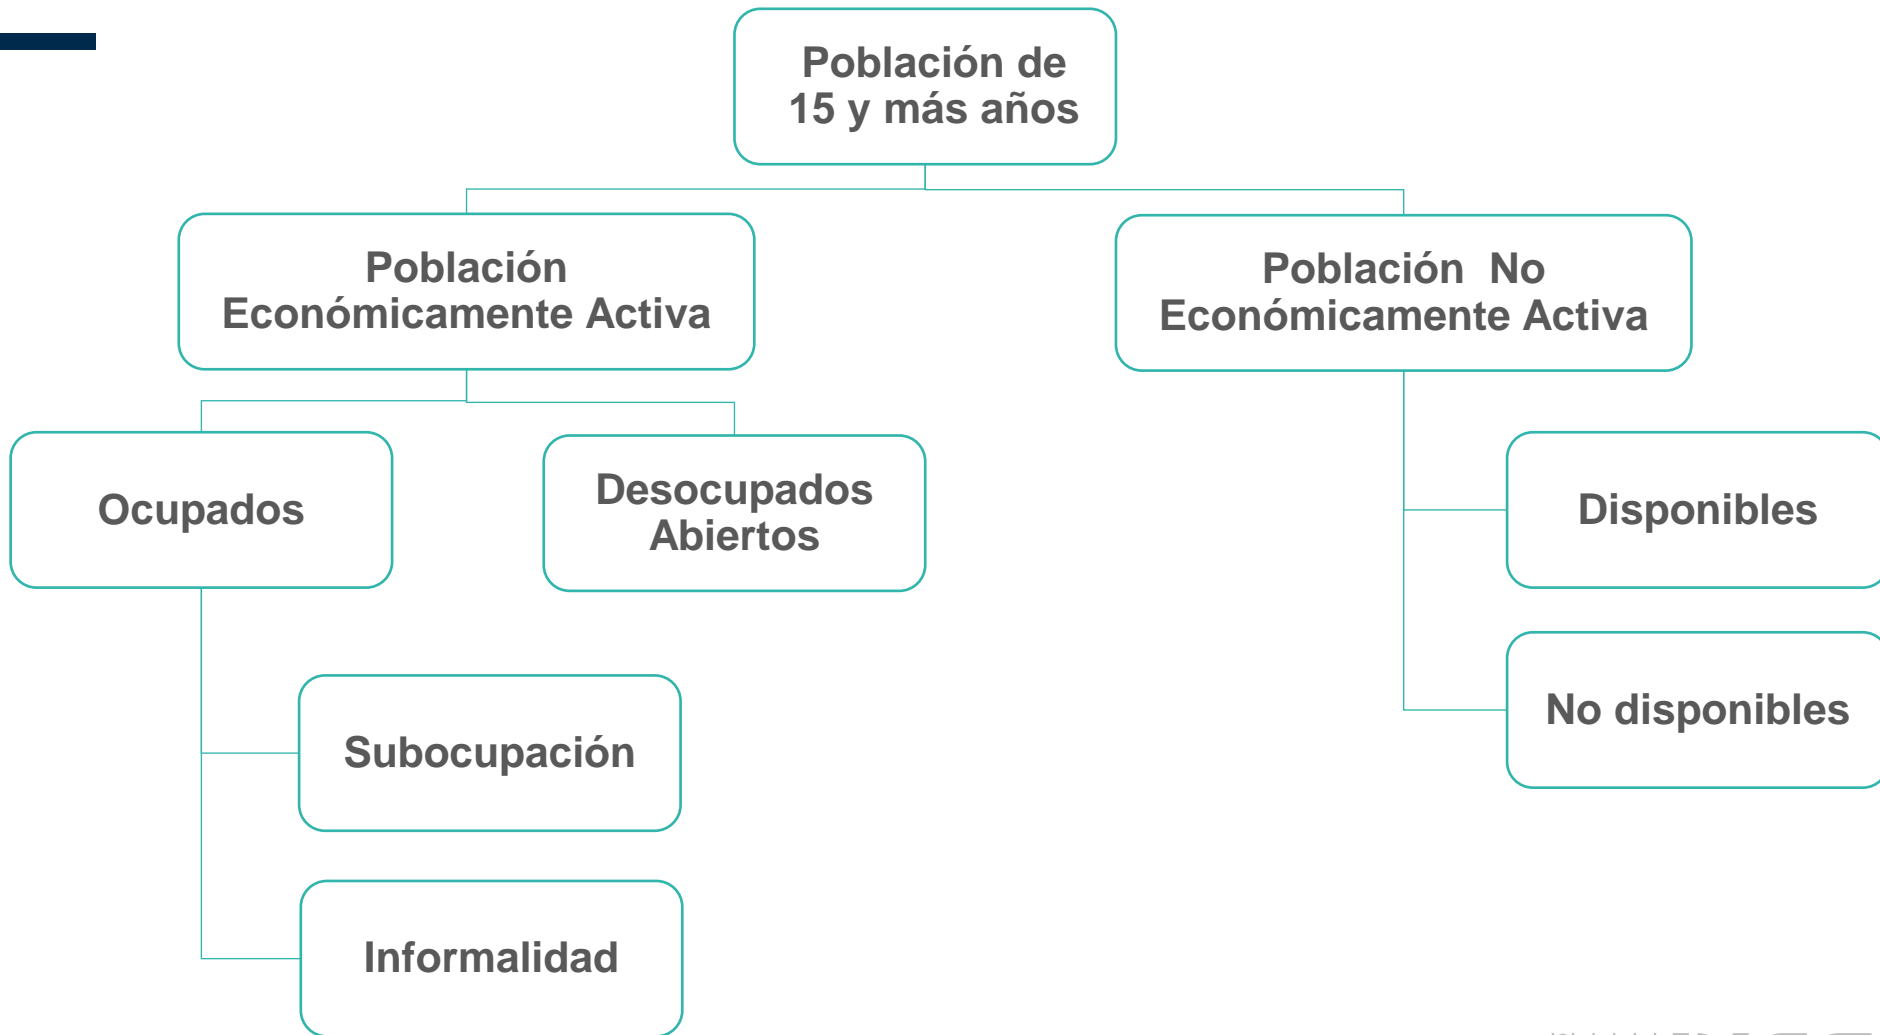 Población de
15 y más años
Población
Económicamente Activa
Población No
Económicamente Activa
Ocupados
Desocupados
Abiertos
Disponibles
No disponibles
Subocupación
Informalidad